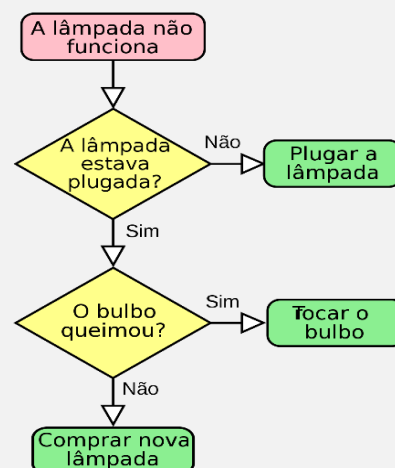 A lâmpada não
funciona
A lâmpada
estava
plugada?
Não
Plugar a
lâmpada
Sim
O bulbo
queimou?
Sim
Tocar o
bulbo
Não
Comprar nova
lâmpada